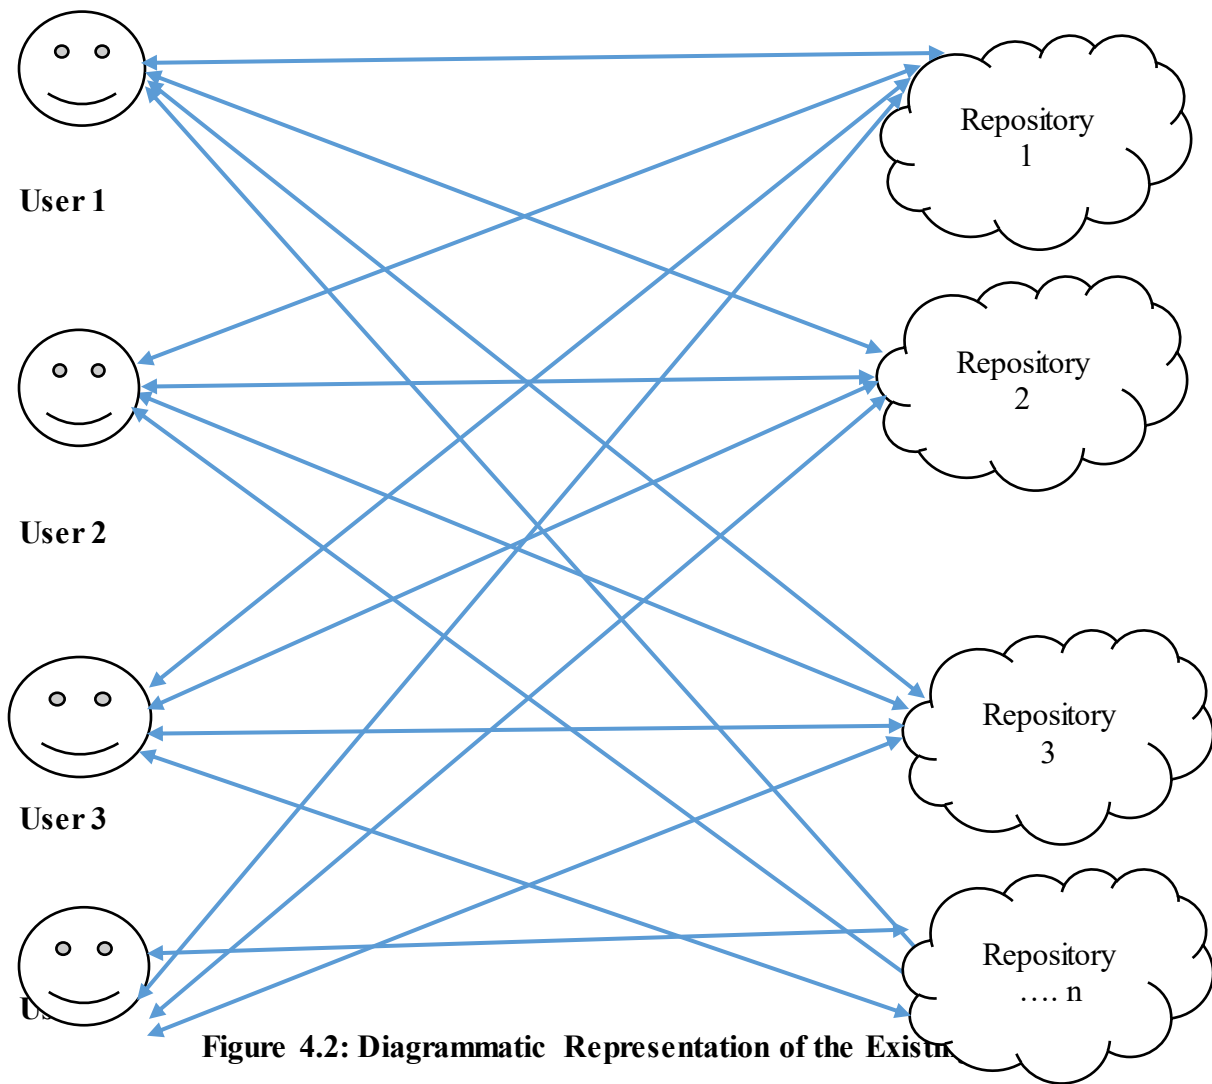 Repository
1
User 1
Repository
2
User 2
Repository
3
User 3
Repository
.... n
Figure 4.2: Diagrammatic Representation of the